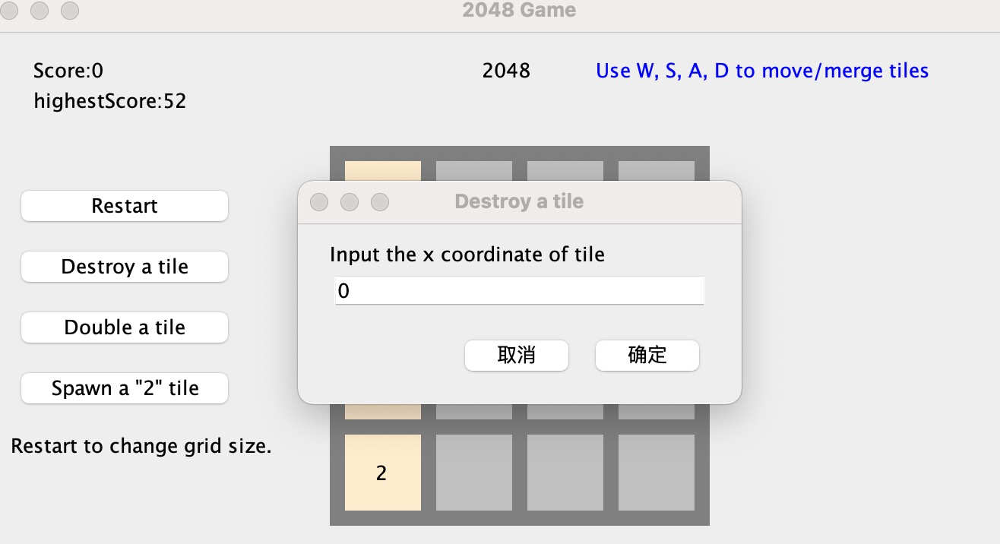 2048 Game
Score:0
2048
Use W, S, A, D to move/merge tiles
highestScore:52
Restart
Destroy a tile
Double a tile
Spawn a "2" tile
Restart to change grid size.
Destroy a tile
Input the x coordinate of tile
0
取消
确定
2